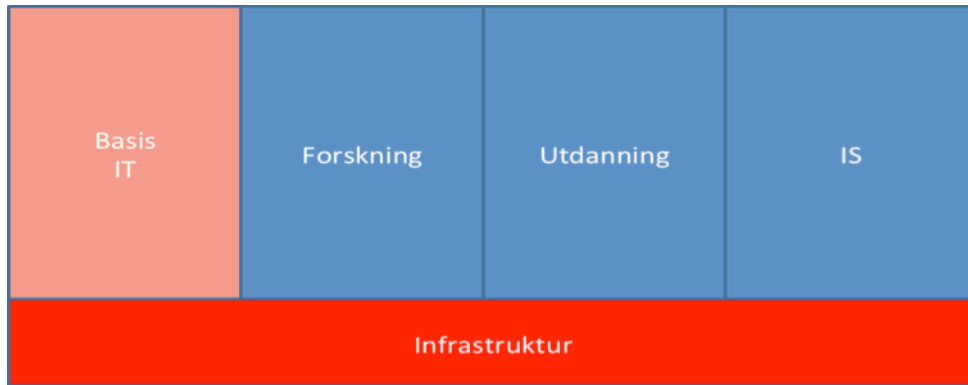 Basis
IT
Forskning
Utdanning
IS
Infrastruktur